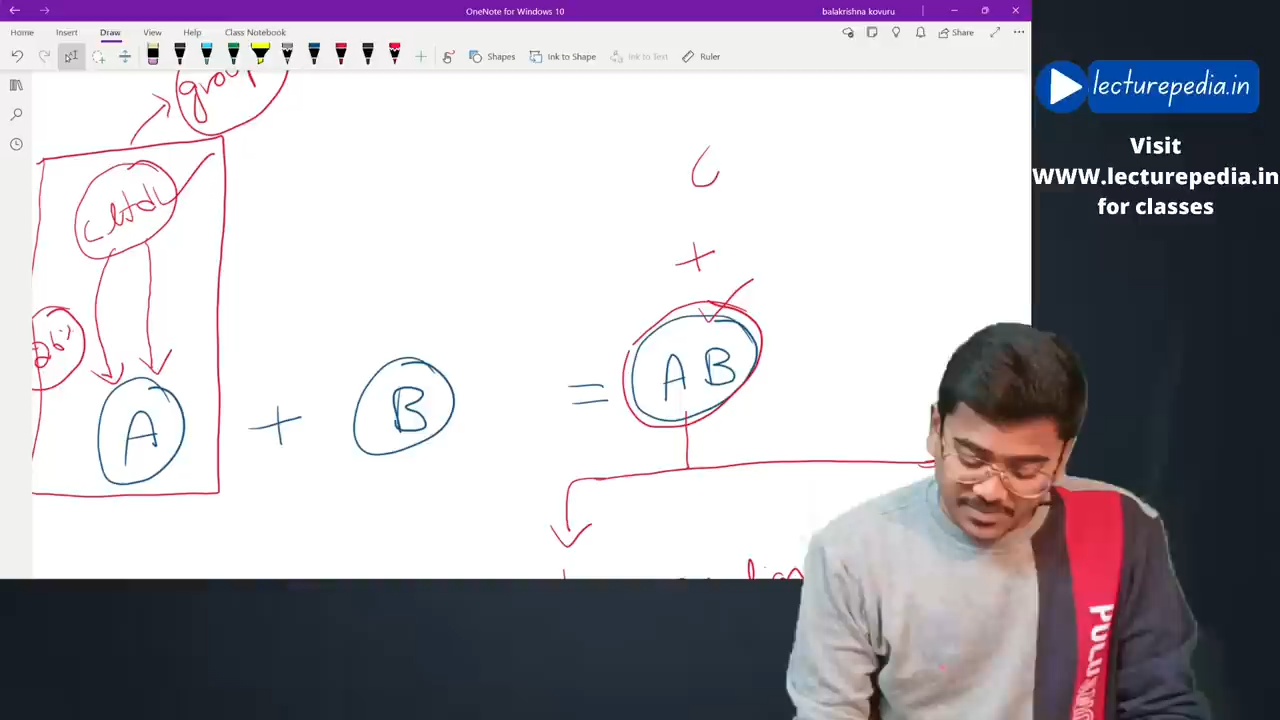 OneNote for Windows 10
balakrishna kovuru
Home Insert Draw View Help Class Notebook
Share
Shapes
Ink to Shape
Ink to Text
Ruler
lecturepedia.in
Visit
WWW.lecturepedia.in
for classes
group
C
+
A + B = AB